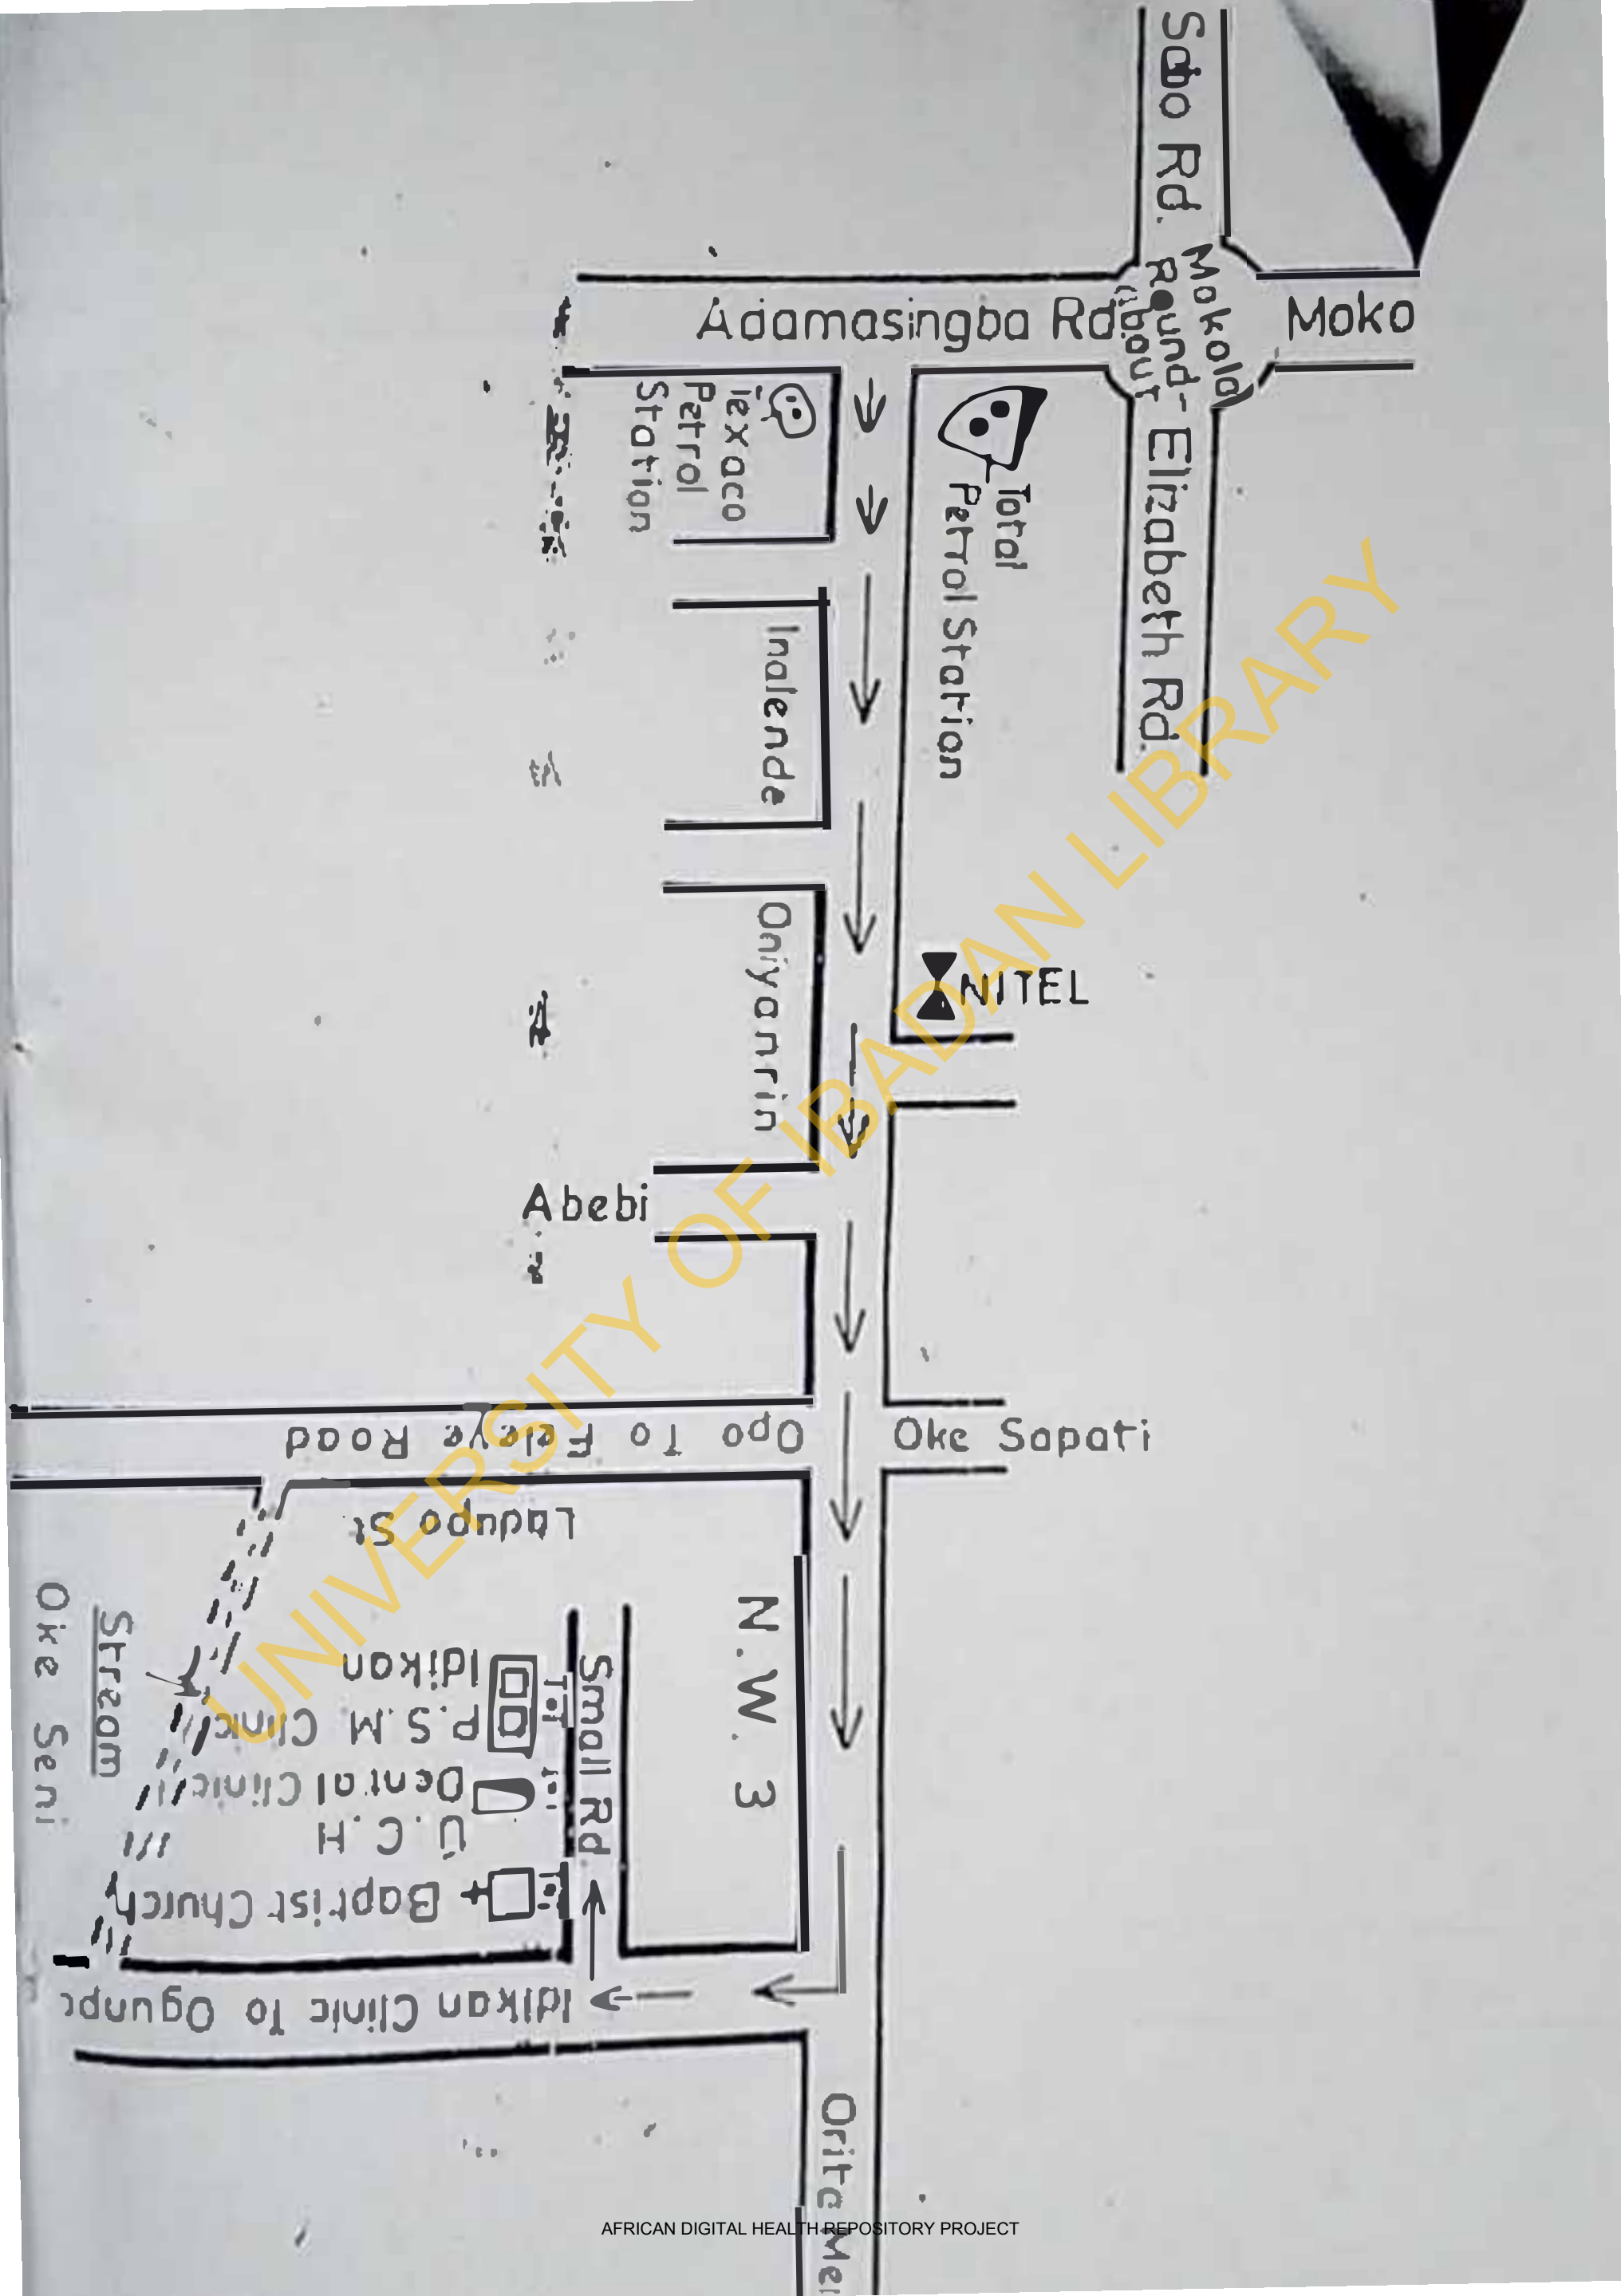 Sabo Rd.
Mokola
Round-
about
Moko
Adamasingba Rd.
Elizabeth Rd.
Texaco
Petrol
Station
Total
Petrol Station
Inalende
NITEL
Oniyanrin
Abebi
Opo To Feleye Road
Oke Sapati
Ladupo St
N.W. 3
Small Rd
Idikan
P.S.M Clinic
Dental Clinic
U.C.H
Baptist Church
Stream
Oke Seni
Idikan Clinic To Ogunp
Orita Me
UNIVERSITY OF IBADAN LIBRARY
AFRICAN DIGITAL HEALTH REPOSITORY PROJECT